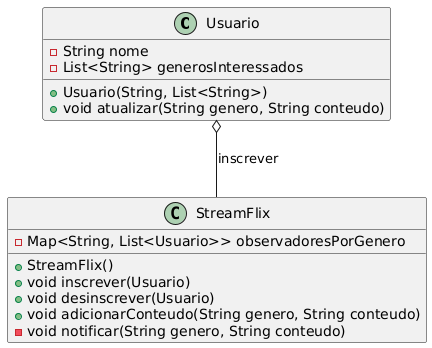 C Usuario
String nome
List<String> generosInteressados
Usuario(String, List<String>)
void atualizar(String genero, String conteudo)
inscrever
C StreamFlix
Map<String, List<Usuario>> observadoresPorGenero
StreamFlix()
void inscrever(Usuario)
void desinscrever(Usuario)
void adicionarConteudo(String genero, String conteudo)
void notificar(String genero, String conteudo)